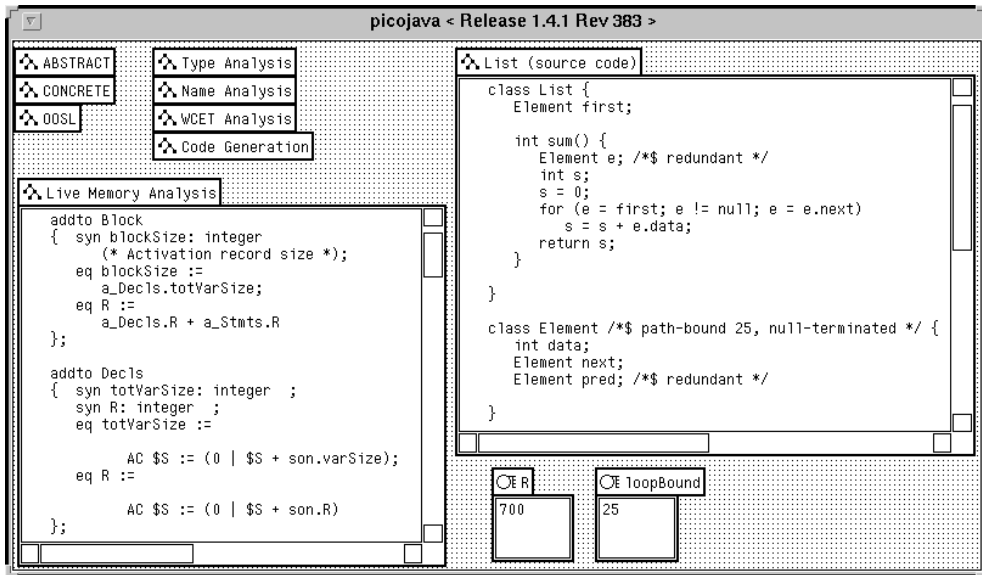 picojava < Release 1.4.1 Rev 383 >
ABSTRACT
CONCRETE
OOSL
Type Analysis
Name Analysis
WCET Analysis
Code Generation
Live Memory Analysis
addto Block
{ syn blockSize: integer
(* Activation record size *);
eq blockSize :=
a_Decls.totVarSize;
eq R :=
a_Decls.R + a_Stmts.R
};
addto Decls
{ syn totVarSize: integer ;
syn R: integer ;
eq totVarSize :=
AC $S := (0 | $S + son.varSize);
eq R :=
AC $S := (0 | $S + son.R)
};
List (source code)
class List {
Element first;
int sum() {
Element e; /*$ redundant */
int s;
s = 0;
for (e = first; e != null; e = e.next)
s = s + e.data;
return s;
}
}
class Element /*$ path-bound 25, null-terminated */ {
int data;
Element next;
Element pred; /*$ redundant */
}
R
700
loopBound
25